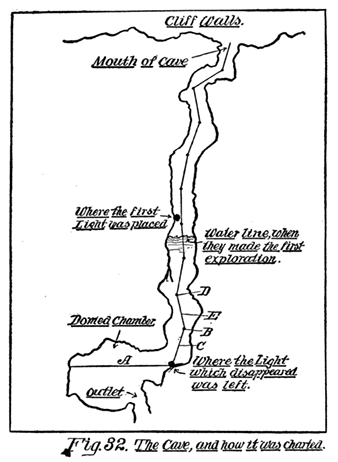 Cliff Walls.
Mouth of Cave
Where the first
Light was placed
Water line, when
they made the first
exploration.
D
E
B
C
Domed Chamber
A
Where the Light
which disappeared
was left.
Outlet
Fig. 32. The Cave, and how it was charted.